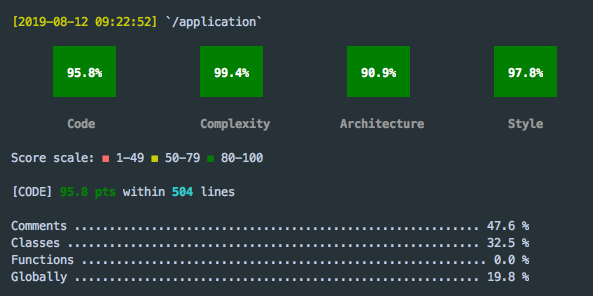 [2019-08-12 09:22:52] `/application`
95.8% 99.4% 90.9% 97.8%
Code Complexity Architecture Style
Score scale: ■ 1-49 ■ 50-79 ■ 80-100
[CODE] 95.8 pts within 504 lines
Comments ........................................................... 47.6 %
Classes ............................................................ 32.5 %
Functions ........................................................... 0.0 %
Globally ........................................................... 19.8 %